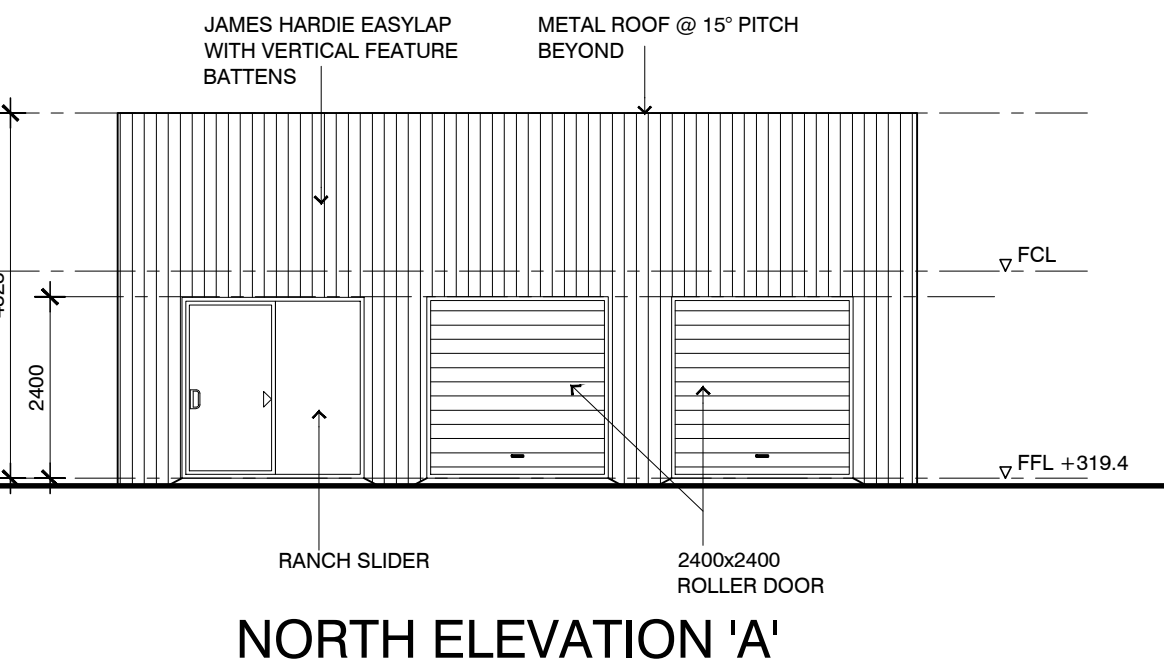 JAMES HARDIE EASYLAP
WITH VERTICAL FEATURE
BATTENS
METAL ROOF @ 15° PITCH
BEYOND
FCL
2400
FFL +319.4
RANCH SLIDER
2400x2400
ROLLER DOOR
NORTH ELEVATION 'A'